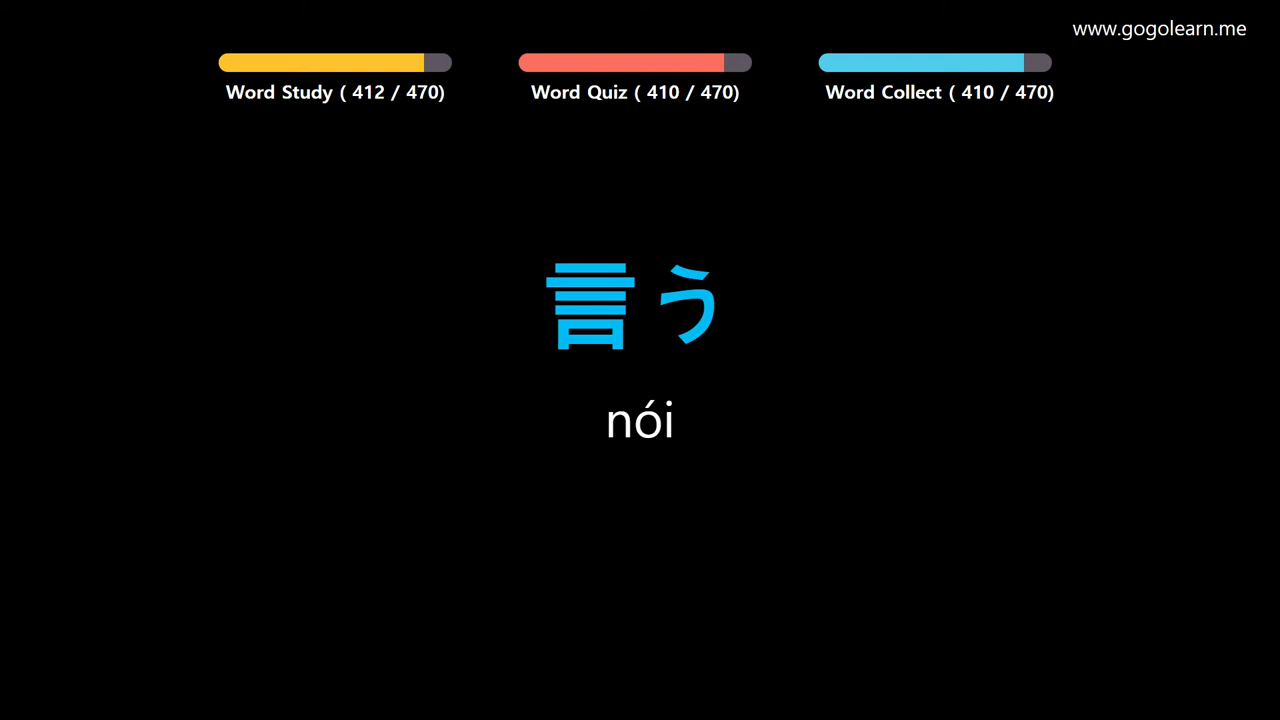 www.gogolearn.me
Word Study ( 412 / 470)
Word Quiz ( 410 / 470)
Word Collect ( 410 / 470)
言う
nói